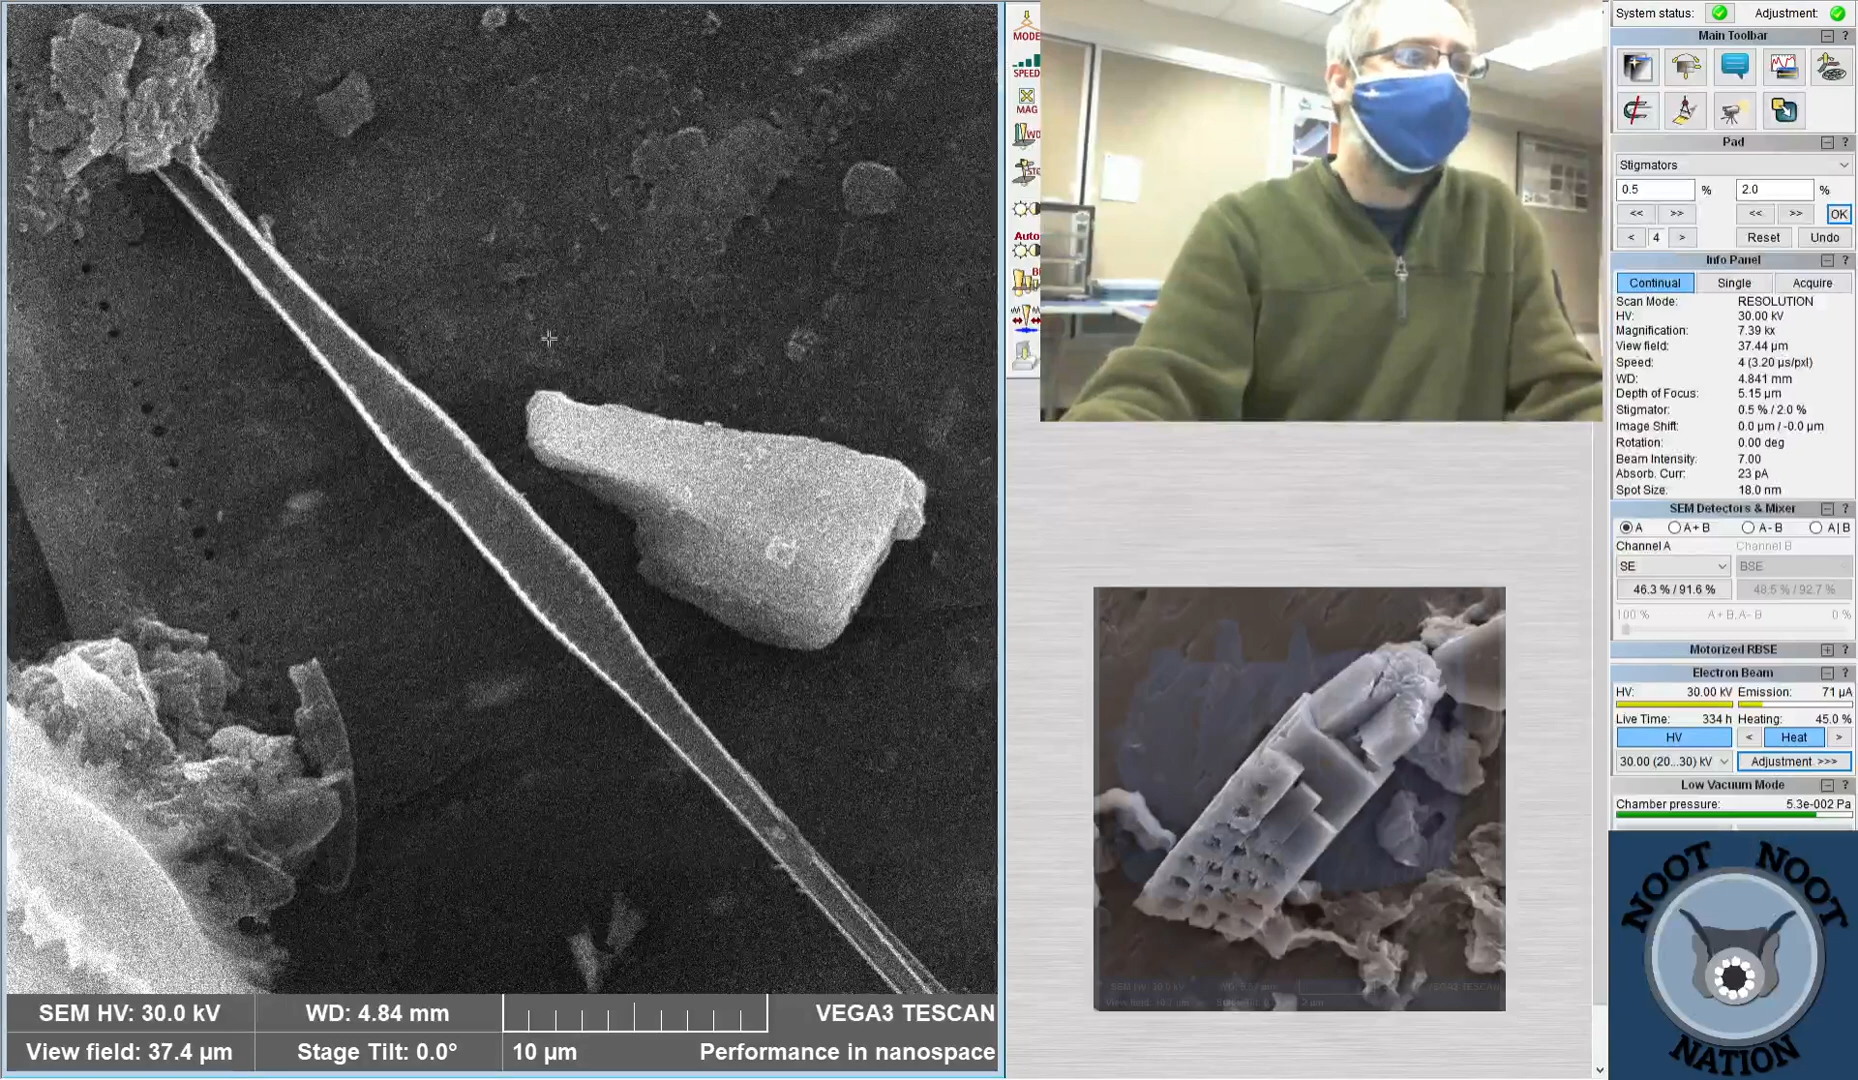 MODE
SPEED
MAG
WD
Auto
System status: Adjustment:
Main Toolbar − ?
Pad − ?
Stigmators
0.5 % 2.0 %
<< >> << >> OK
< 4 > Reset Undo
Info Panel − ?
Continual Single Acquire
Scan Mode: RESOLUTION
HV: 30.00 kV
Magnification: 7.39 kx
View field: 37.44 µm
Speed: 4 (3.20 µs/pxl)
WD: 4.841 mm
Depth of Focus: 5.15 µm
Stigmator: 0.5 % / 2.0 %
Image Shift: 0.0 µm / -0.0 µm
Rotation: 0.00 deg
Beam Intensity: 7.00
Absorb. Curr: 23 pA
Spot Size: 18.0 nm
SEM Detectors & Mixer − ?
A A + B A - B A | B
Channel A Channel B
SE BSE
46.3 % / 91.6 % 48.5 % / 92.7 %
100 % A + B, A - B 0 %
Motorized RBSE + ?
Electron Beam − ?
HV: 30.00 kV Emission: 71 µA
Live Time: 334 h Heating: 45.0 %
HV < Heat >
30.00 (20...30) kV Adjustment >>>
Low Vacuum Mode − ?
Chamber pressure: 5.3e-002 Pa
NOOT NOOT
NATION
SEM HV: 30.0 kV WD: 4.84 mm VEGA3 TESCAN
View field: 37.4 µm Stage Tilt: 0.0° 10 µm Performance in nanospace